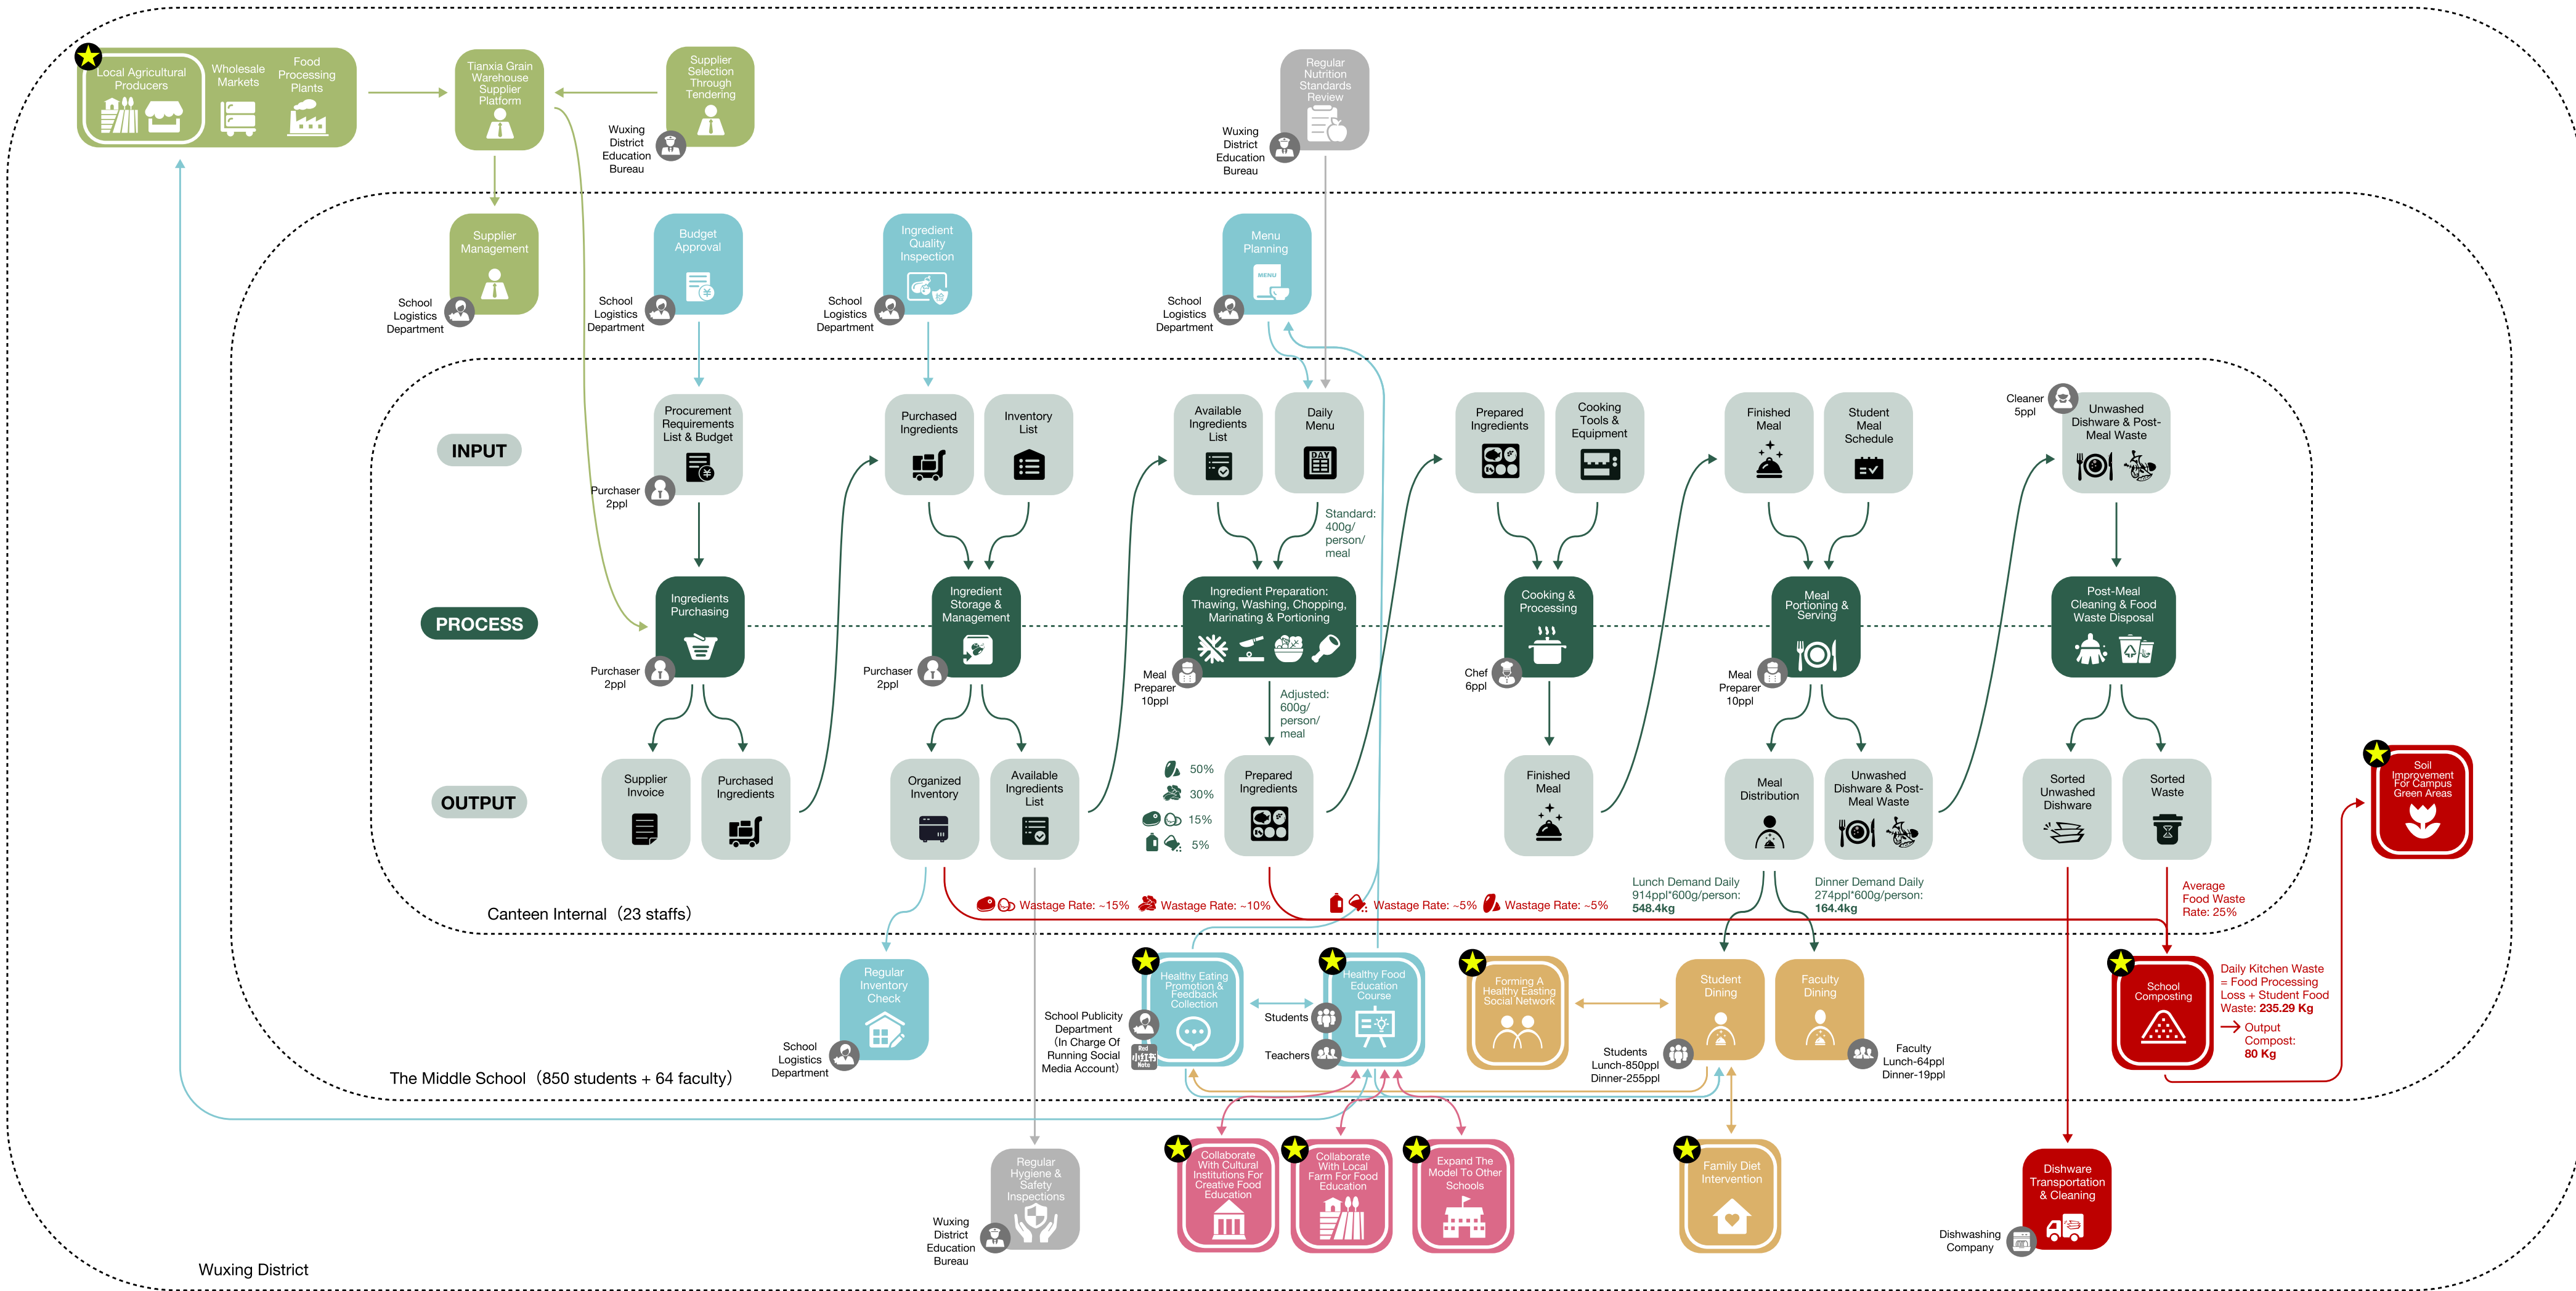 Local Agricultural
Producers
Wholesale
Markets
Food
Processing
Plants
Tianxia Grain
Warehouse
Supplier
Platform
Supplier
Selection
Through
Tendering
Wuxing
District
Education
Bureau
Regular
Nutrition
Standards
Review
Wuxing
District
Education
Bureau
Supplier
Management
School
Logistics
Department
Budget
Approval
School
Logistics
Department
Ingredient
Quality
Inspection
School
Logistics
Department
Menu
Planning
MENU
School
Logistics
Department
INPUT
Procurement
Requirements
List & Budget
Purchaser
2ppl
Purchased
Ingredients
Inventory
List
Available
Ingredients
List
Daily
Menu
DAY
Standard:
400g/
person/
meal
Prepared
Ingredients
Cooking
Tools &
Equipment
Finished
Meal
Student
Meal
Schedule
Cleaner
5ppl
Unwashed
Dishware & Post-
Meal Waste
PROCESS
Ingredients
Purchasing
Purchaser
2ppl
Ingredient
Storage &
Management
Purchaser
2ppl
Ingredient Preparation:
Thawing, Washing, Chopping,
Marinating & Portioning
Meal
Preparer
10ppl
Adjusted:
600g/
person/
meal
Cooking &
Processing
Chef
6ppl
Meal
Portioning &
Serving
Meal
Preparer
10ppl
Post-Meal
Cleaning & Food
Waste Disposal
OUTPUT
Supplier
Invoice
Purchased
Ingredients
Organized
Inventory
Available
Ingredients
List
50%
30%
15%
5%
Prepared
Ingredients
Finished
Meal
Meal
Distribution
Unwashed
Dishware & Post-
Meal Waste
Sorted
Unwashed
Dishware
Sorted
Waste
Soil
Improvement
For Campus
Green Areas
Canteen Internal（23 staffs）
Wastage Rate: ~15%
Wastage Rate: ~10%
Wastage Rate: ~5%
Wastage Rate: ~5%
Lunch Demand Daily
914ppl*600g/person:
548.4kg
Dinner Demand Daily
274ppl*600g/person:
164.4kg
Average
Food Waste
Rate: 25%
Regular
Inventory
Check
School
Logistics
Department
Healthy Eating
Promotion &
Feedback
Collection
School Publicity
Department
（In Charge Of
Running Social
Media Account）
Red
小红书
Note
Healthy Food
Education
Course
Students
Teachers
Forming A
Healthy Easting
Social Network
Student
Dining
Students
Lunch-850ppl
Dinner-255ppl
Faculty
Dining
Faculty
Lunch-64ppl
Dinner-19ppl
School
Composting
Daily Kitchen Waste
= Food Processing
Loss + Student Food
Waste: 235.29 Kg
Output
Compost:
80 Kg
The Middle School（850 students + 64 faculty）
Regular
Hygiene &
Safety
Inspections
Wuxing
District
Education
Bureau
Collaborate
With Cultural
Institutions For
Creative Food
Education
Collaborate
With Local
Farm For Food
Education
Expand The
Model To Other
Schools
Family Diet
Intervention
Dishware
Transportation
& Cleaning
Dishwashing
Company
Wuxing District